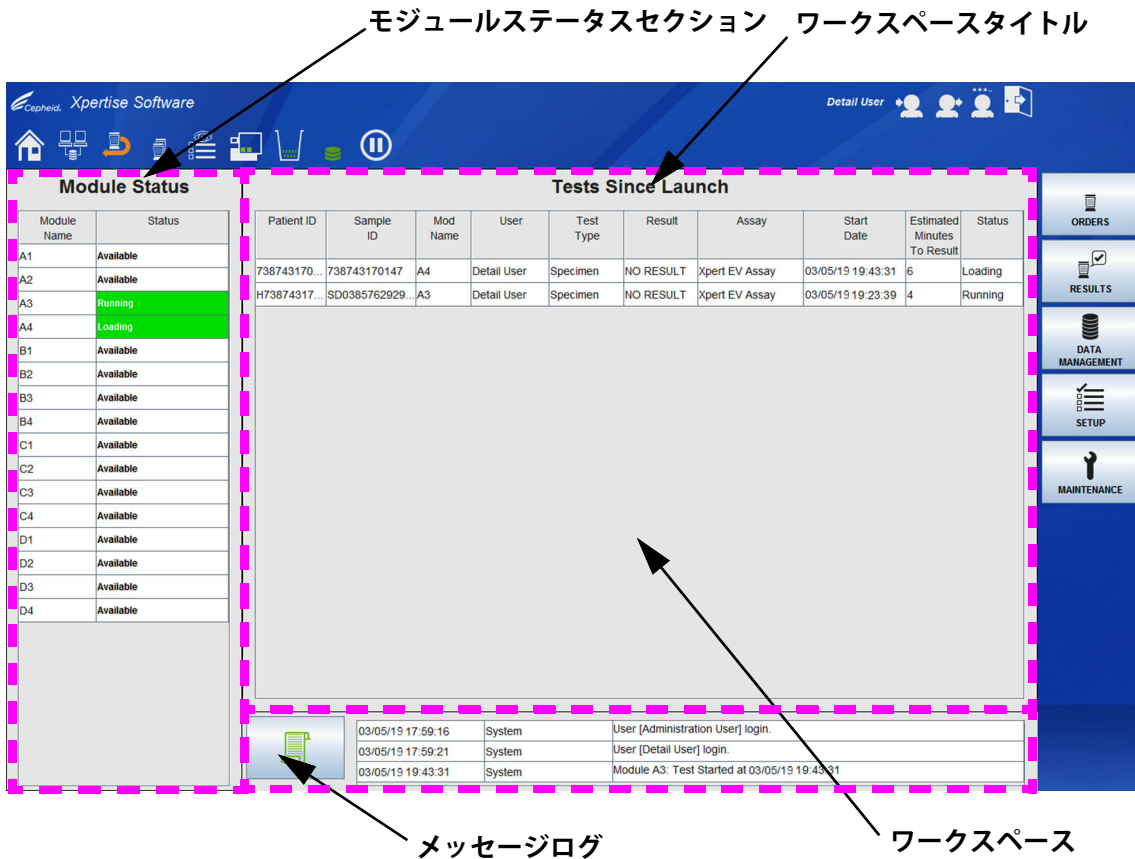 モジュールステータスセクション ワークスペースタイトル
Cepheid. Xpertise Software
Detail User
Module Status
Tests Since Launch
Module Name Status
A1 Available
A2 Available
A3 Running
A4 Loading
B1 Available
B2 Available
B3 Available
B4 Available
C1 Available
C2 Available
C3 Available
C4 Available
D1 Available
D2 Available
D3 Available
D4 Available
Patient ID Sample ID Mod Name User Test Type Result Assay Start Date Estimated Minutes To Result Status
738743170... 738743170147 A4 Detail User Specimen NO RESULT Xpert EV Assay 03/05/19 19:43:31 6 Loading
H73874317... SD0385762929... A3 Detail User Specimen NO RESULT Xpert EV Assay 03/05/19 19:23:39 4 Running
ORDERS
RESULTS
DATA
MANAGEMENT
SETUP
MAINTENANCE
03/05/19 17:59:16 System User [Administration User] login.
03/05/19 17:59:21 System User [Detail User] login.
03/05/19 19:43:31 System Module A3: Test Started at 03/05/19 19:43:31
メッセージログ
ワークスペース